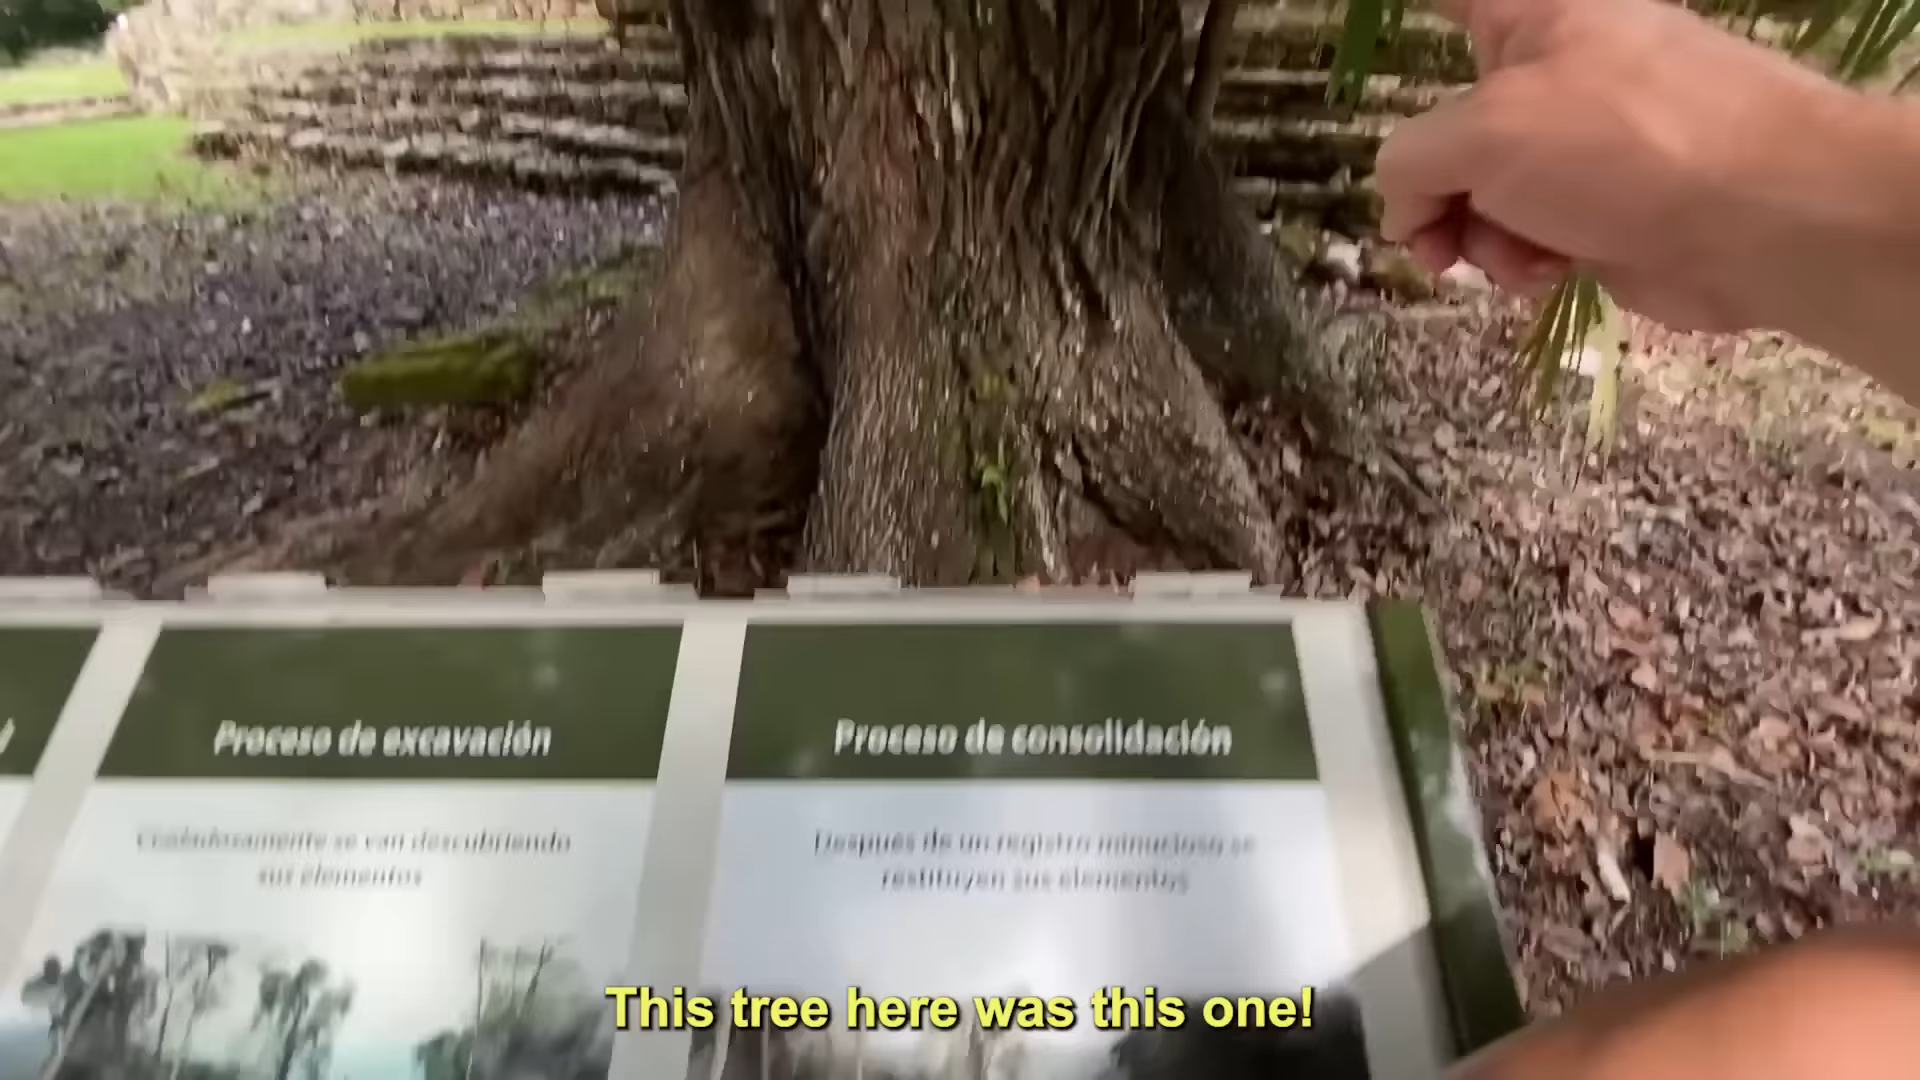 Proceso de excavación
Cuidadosamente se van descubriendo
sus elementos
Proceso de consolidación
Después de un registro minucioso se
restituyen sus elementos
This tree here was this one!